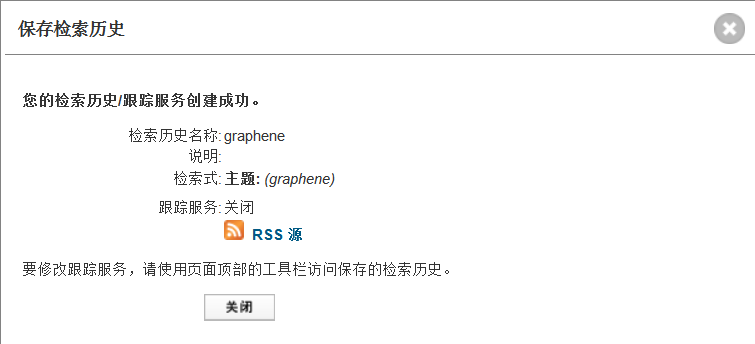 保存检索历史
您的检索历史/跟踪服务创建成功。
检索历史名称: graphene
说明:
检索式: 主题: (graphene)
跟踪服务: 关闭
RSS 源
要修改跟踪服务，请使用页面顶部的工具栏访问保存的检索历史。
关闭